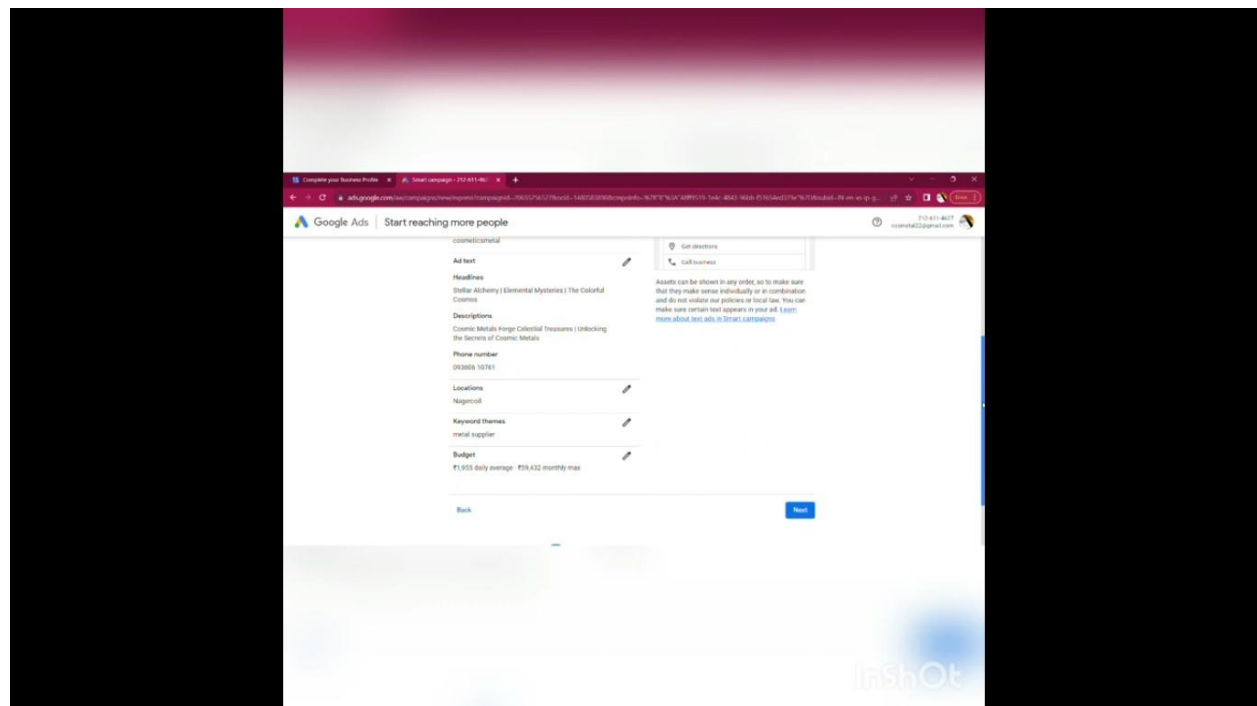 Complete your Business Profile
Smart campaign - 212-611-462
Google Ads
Start reaching more people
cosmeticsmetal
Ad text
Headlines
Stellar Alchemy | Elemental Mysteries | The Colorful
Cosmos
Descriptions
Cosmic Metals Forge Celestial Treasures | Unlocking
the Secrets of Cosmic Metals
Phone number
093606 10761
Locations
Nagercoil
Keyword themes
metal supplier
Budget
₹1,955 daily average · ₹59,432 monthly max
Get directions
Call business
Assets can be shown in any order, so to make sure
that they make sense individually or in combination
and do not violate our policies or local law. You can
make sure certain text appears in your ad. Learn
more about text ads in Smart campaigns
Back
Next
InShOt